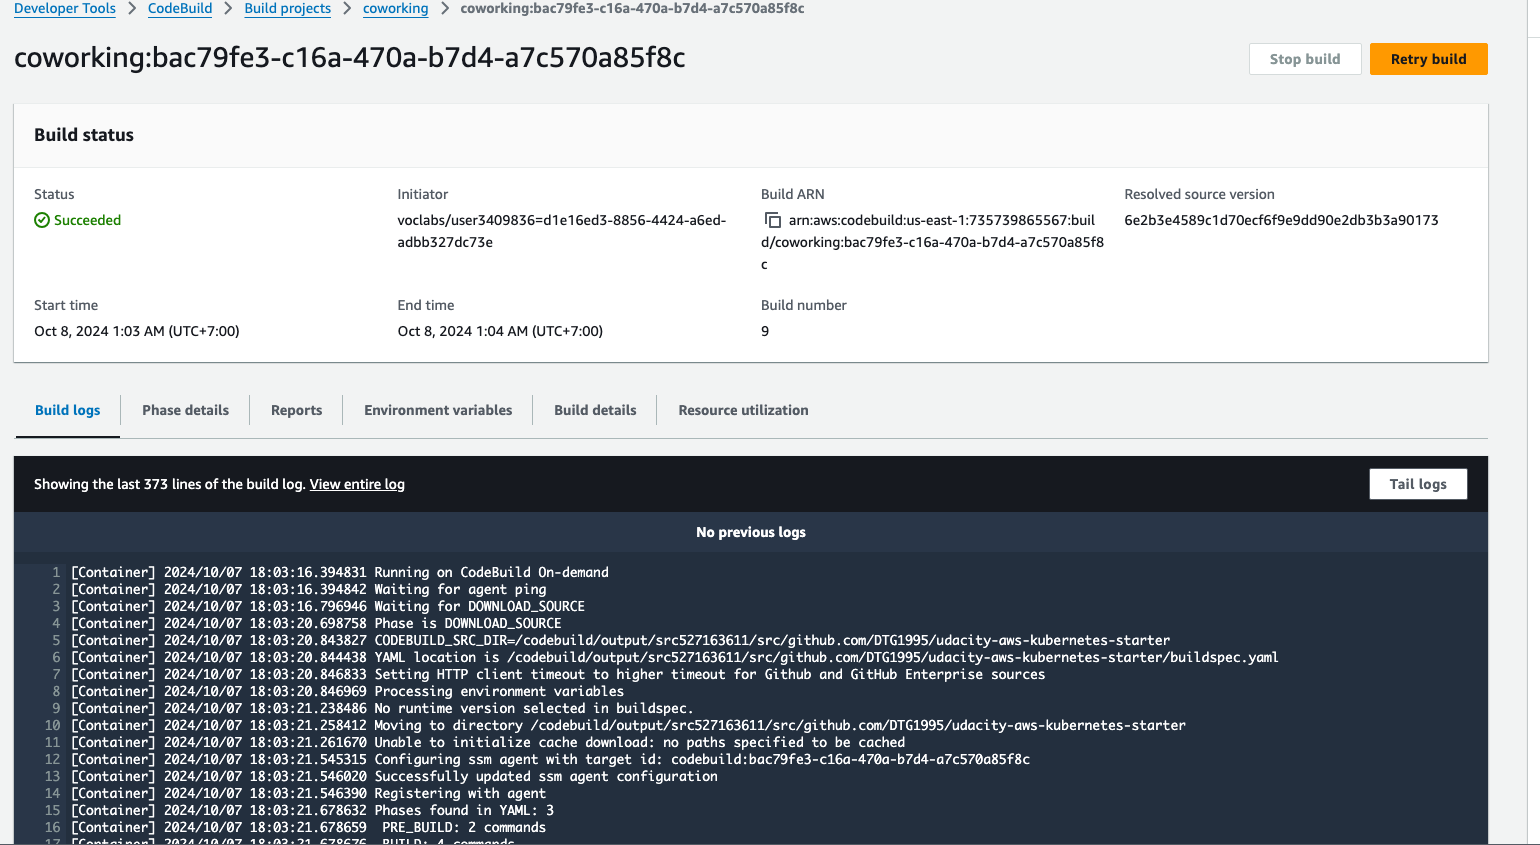 Developer Tools > CodeBuild > Build projects > coworking > coworking:bac79fe3-c16a-470a-b7d4-a7c570a85f8c
coworking:bac79fe3-c16a-470a-b7d4-a7c570a85f8c
Stop build
Retry build
Build status
Status
Succeeded
Initiator
voclabs/user3409836=d1e16ed3-8856-4424-a6ed-
adbb327dc73e
Build ARN
arn:aws:codebuild:us-east-1:735739865567:buil
d/coworking:bac79fe3-c16a-470a-b7d4-a7c570a85f8
c
Resolved source version
6e2b3e4589c1d70ecf6f9e9dd90e2db3b3a90173
Start time
Oct 8, 2024 1:03 AM (UTC+7:00)
End time
Oct 8, 2024 1:04 AM (UTC+7:00)
Build number
9
Build logs
Phase details
Reports
Environment variables
Build details
Resource utilization
Showing the last 373 lines of the build log. View entire log
Tail logs
No previous logs
1 [Container] 2024/10/07 18:03:16.394831 Running on CodeBuild On-demand
2 [Container] 2024/10/07 18:03:16.394842 Waiting for agent ping
3 [Container] 2024/10/07 18:03:16.796946 Waiting for DOWNLOAD_SOURCE
4 [Container] 2024/10/07 18:03:20.698758 Phase is DOWNLOAD_SOURCE
5 [Container] 2024/10/07 18:03:20.843827 CODEBUILD_SRC_DIR=/codebuild/output/src527163611/src/github.com/DTG1995/udacity-aws-kubernetes-starter
6 [Container] 2024/10/07 18:03:20.844438 YAML location is /codebuild/output/src527163611/src/github.com/DTG1995/udacity-aws-kubernetes-starter/buildspec.yaml
7 [Container] 2024/10/07 18:03:20.846833 Setting HTTP client timeout to higher timeout for Github and GitHub Enterprise sources
8 [Container] 2024/10/07 18:03:20.846969 Processing environment variables
9 [Container] 2024/10/07 18:03:21.238486 No runtime version selected in buildspec.
10 [Container] 2024/10/07 18:03:21.258412 Moving to directory /codebuild/output/src527163611/src/github.com/DTG1995/udacity-aws-kubernetes-starter
11 [Container] 2024/10/07 18:03:21.261670 Unable to initialize cache download: no paths specified to be cached
12 [Container] 2024/10/07 18:03:21.545315 Configuring ssm agent with target id: codebuild:bac79fe3-c16a-470a-b7d4-a7c570a85f8c
13 [Container] 2024/10/07 18:03:21.546020 Successfully updated ssm agent configuration
14 [Container] 2024/10/07 18:03:21.546390 Registering with agent
15 [Container] 2024/10/07 18:03:21.678632 Phases found in YAML: 3
16 [Container] 2024/10/07 18:03:21.678659 PRE_BUILD: 2 commands
17 [Container] 2024/10/07 18:03:21.678676 BUILD: 4 commands